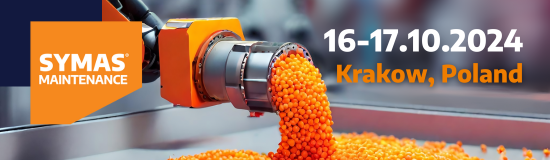 SYMAS®
MAINTENANCE
16-17.10.2024
Krakow, Poland